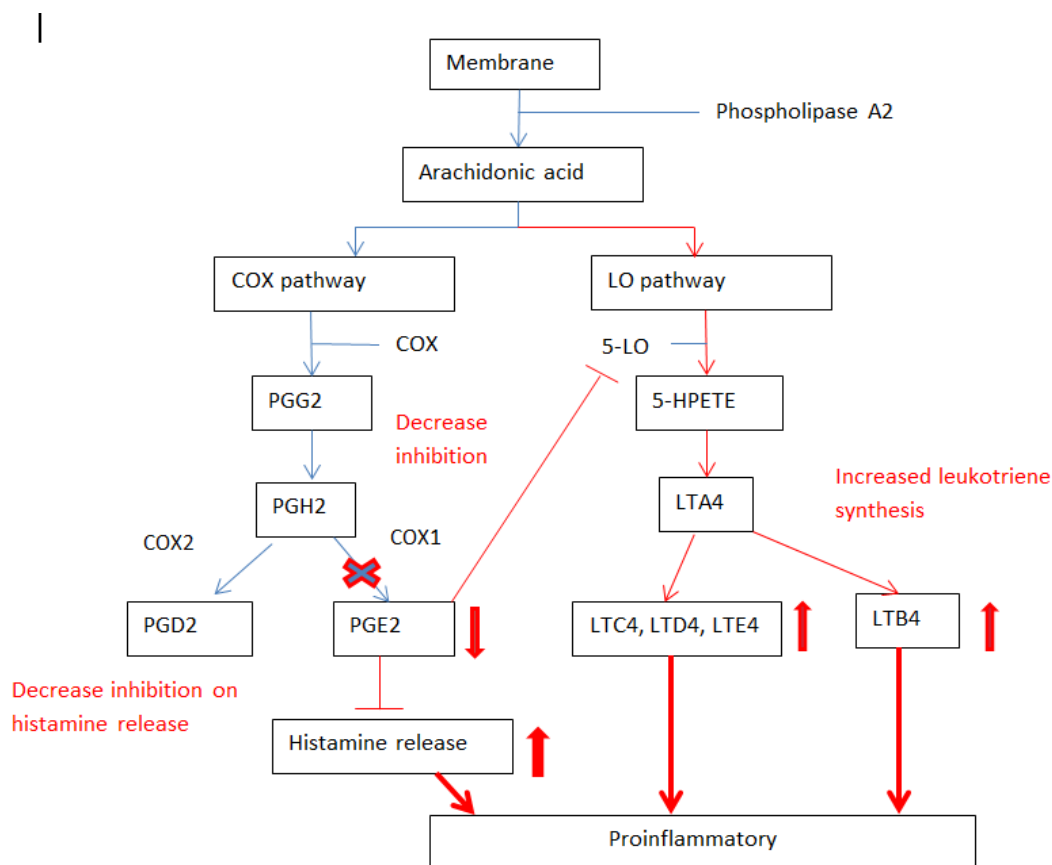 Membrane
Phospholipase A2
Arachidonic acid
COX pathway
LO pathway
COX
5-LO
PGG2
5-HPETE
Decrease
inhibition
PGH2
LTA4
Increased leukotriene
synthesis
COX2
COX1
PGD2
PGE2
LTC4, LTD4, LTE4
LTB4
Decrease inhibition on
histamine release
Histamine release
Proinflammatory